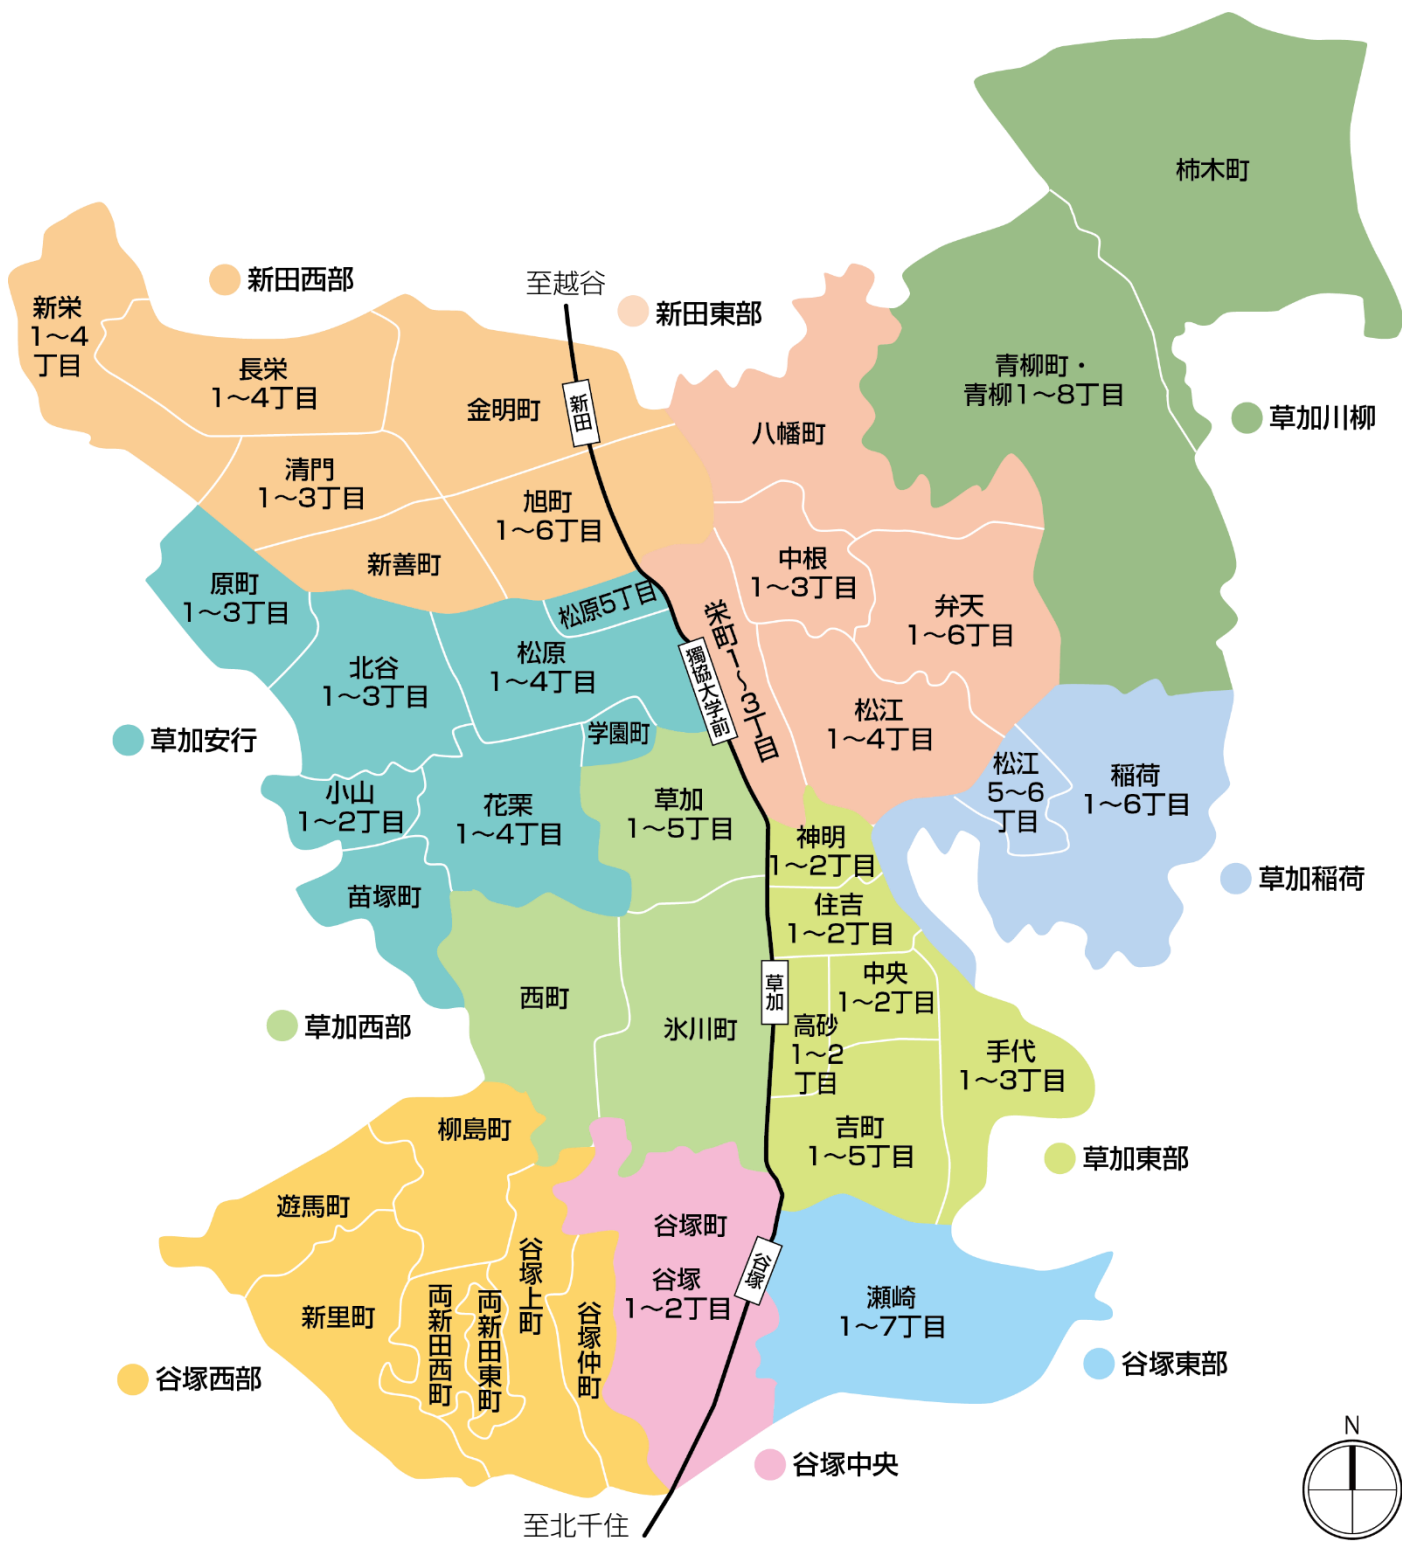 柿木町
新田西部
至越谷
新田東部
新栄
1〜4
丁目
長栄
1〜4丁目
金明町
新田
青柳町・
青柳1〜8丁目
草加川柳
八幡町
清門
1〜3丁目
旭町
1〜6丁目
新善町
中根
1〜3丁目
原町
1〜3丁目
松原5丁目
栄町1〜3丁目
弁天
1〜6丁目
北谷
1〜3丁目
松原
1〜4丁目
獨協大学前
松江
1〜4丁目
草加安行
学園町
松江
5〜6
丁目
稲荷
1〜6丁目
小山
1〜2丁目
花栗
1〜4丁目
草加
1〜5丁目
神明
1〜2丁目
草加稲荷
苗塚町
住吉
1〜2丁目
西町
氷川町
草加
中央
1〜2丁目
高砂
1〜2
丁目
草加西部
手代
1〜3丁目
柳島町
吉町
1〜5丁目
草加東部
遊馬町
谷塚町
谷塚上町
谷塚
新里町
両新田西町
両新田東町
谷塚仲町
谷塚
1〜2丁目
瀬崎
1〜7丁目
谷塚西部
谷塚東部
谷塚中央
N
至北千住